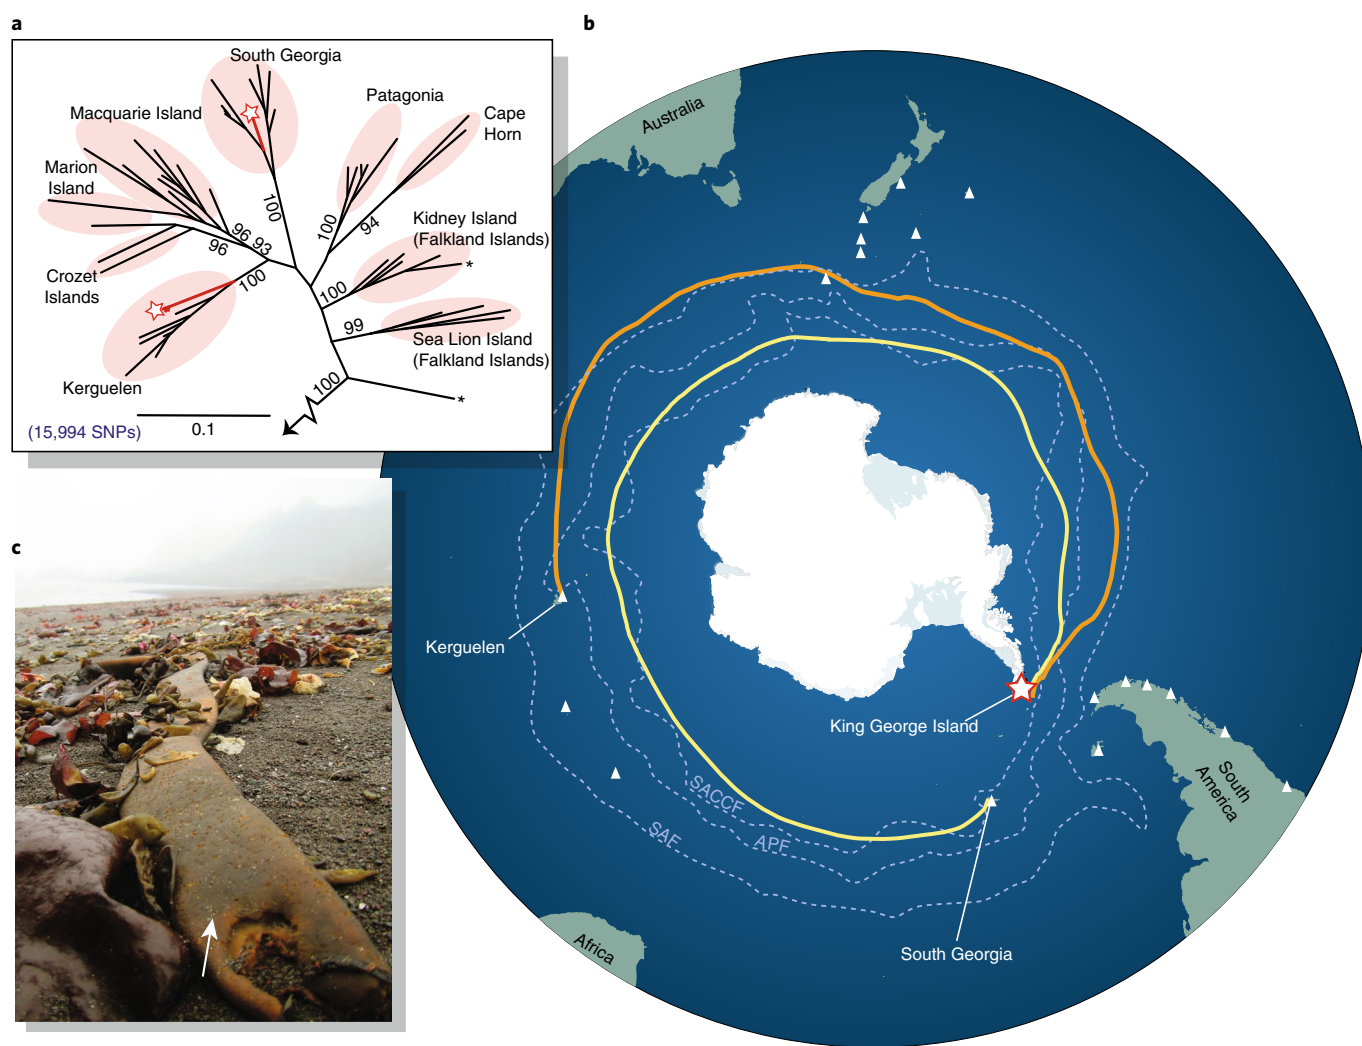 a
South Georgia
Patagonia
Macquarie Island
Cape
Horn
Marion
Island
100
100
94
Kidney Island
(Falkland Islands)
96
93
96
*
Crozet
Islands
100
100
99
Sea Lion Island
(Falkland Islands)
Kerguelen
100
*
(15,994 SNPs)
0.1
b
Australia
Kerguelen
King George Island
South
America
SACCF
SAF
APF
South Georgia
Africa
c